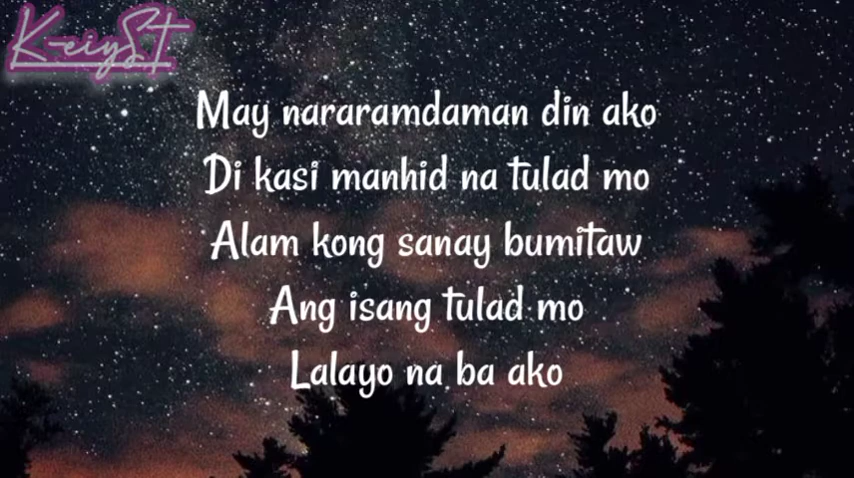 K-eiyST
May nararamdaman din ako
Di kasi manhid na tulad mo
Alam kong sanay bumitaw
Ang isang tulad mo
Lalayo na ba ako